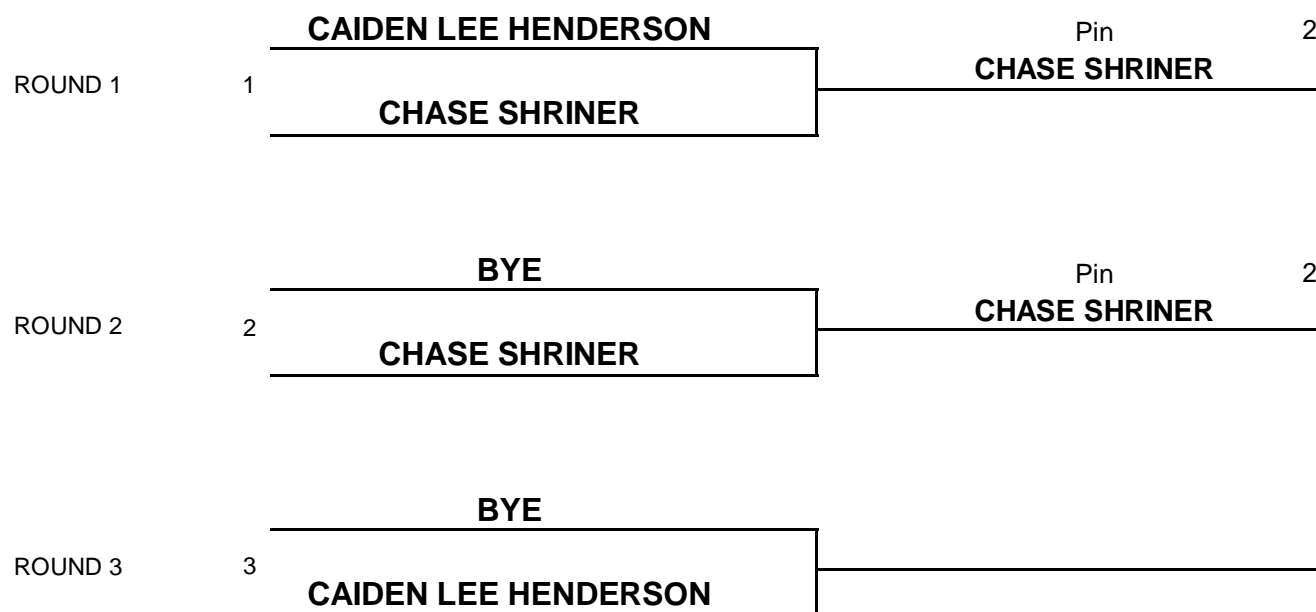 CAIDEN LEE HENDERSON
Pin 2
CHASE SHRINER
ROUND 1 1
CHASE SHRINER
BYE
Pin 2
CHASE SHRINER
ROUND 2 2
CHASE SHRINER
BYE
ROUND 3 3
CAIDEN LEE HENDERSON